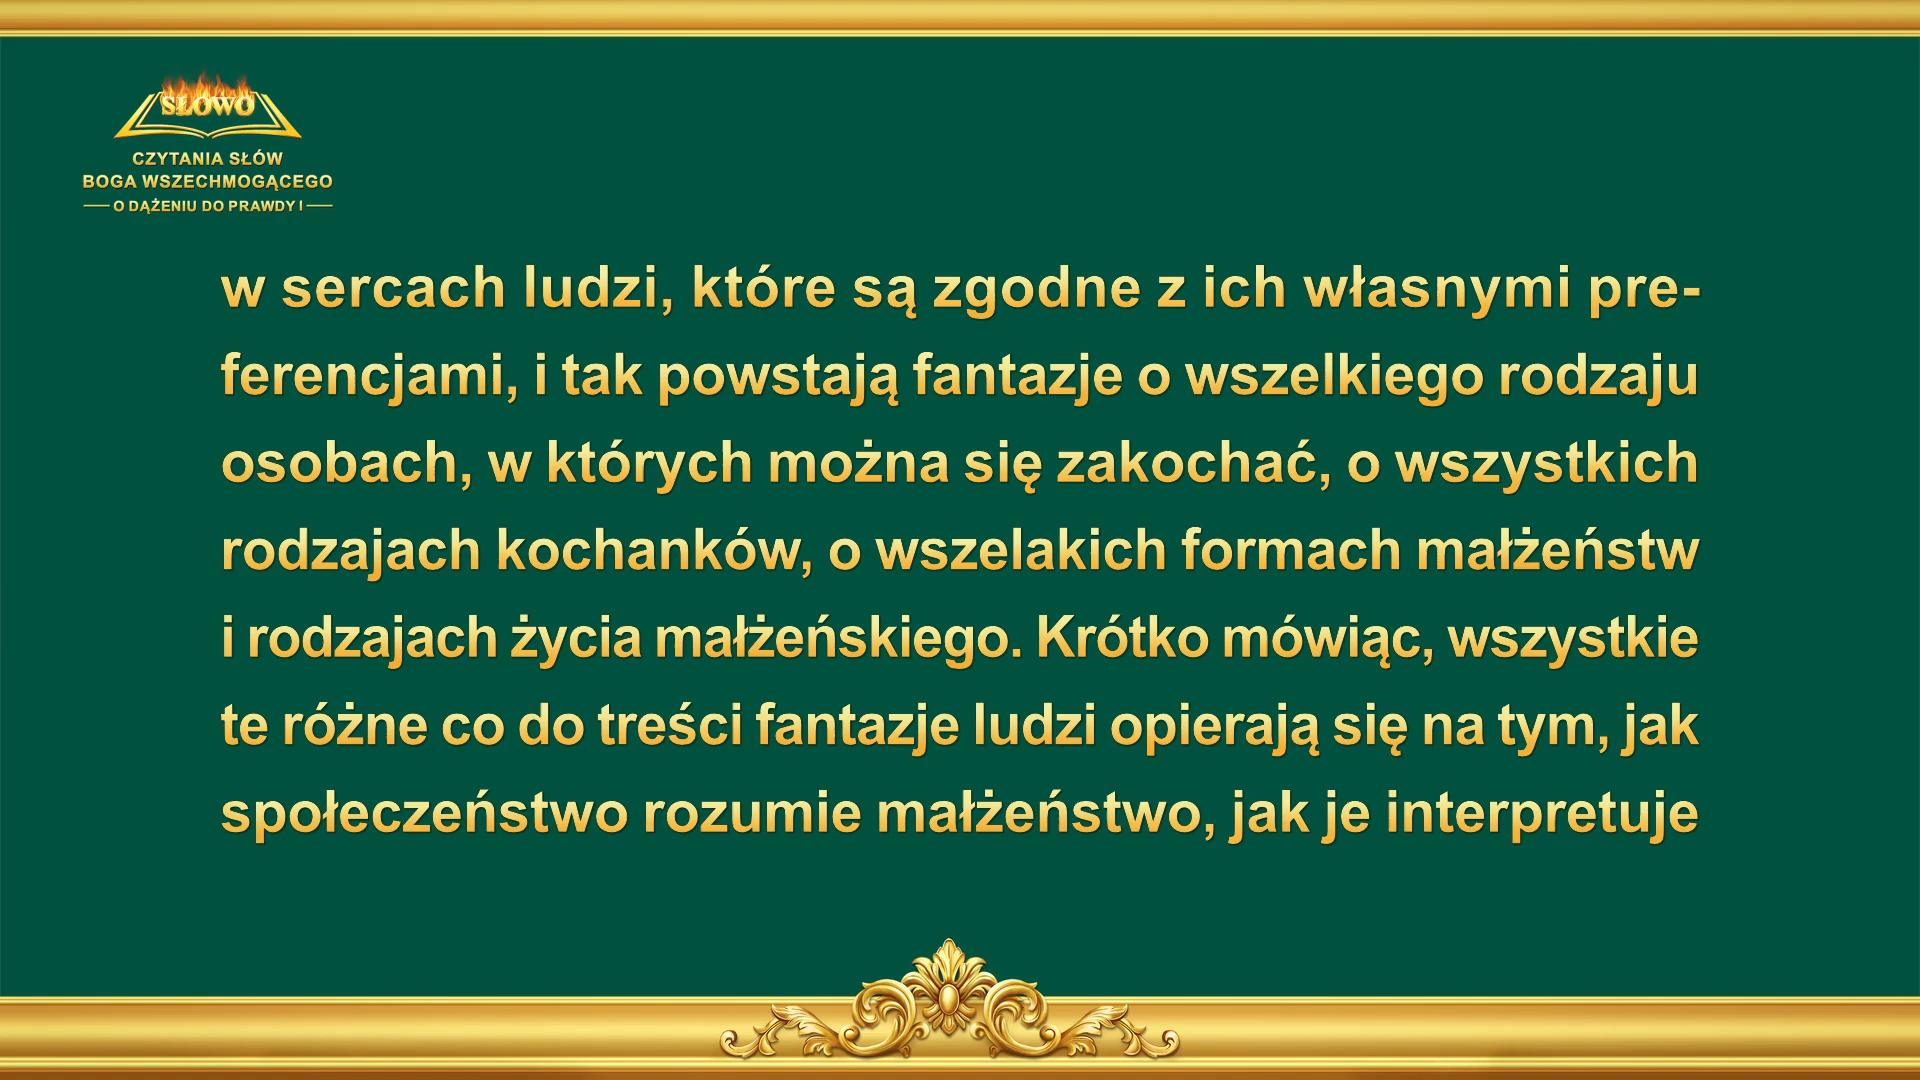 SŁOWO
CZYTANIA SŁÓW
BOGA WSZECHMOGĄCEGO
O DĄŻENIU DO PRAWDY I
w sercach ludzi, które są zgodne z ich własnymi pre-
ferencjami, i tak powstają fantazje o wszelkiego rodzaju
osobach, w których można się zakochać, o wszystkich
rodzajach kochanków, o wszelakich formach małżeństw
i rodzajach życia małżeńskiego. Krótko mówiąc, wszystkie
te różne co do treści fantazje ludzi opierają się na tym, jak
społeczeństwo rozumie małżeństwo, jak je interpretuje